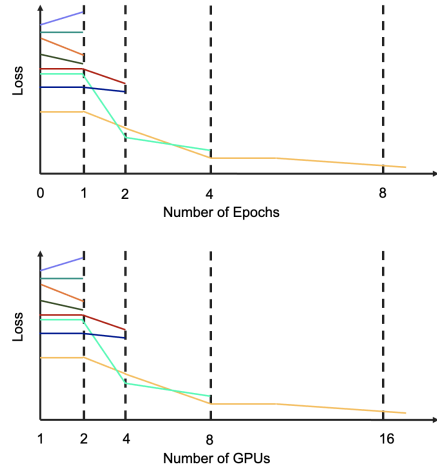 Loss
0 1 2 4 8
Number of Epochs
Loss
1 2 4 8 16
Number of GPUs